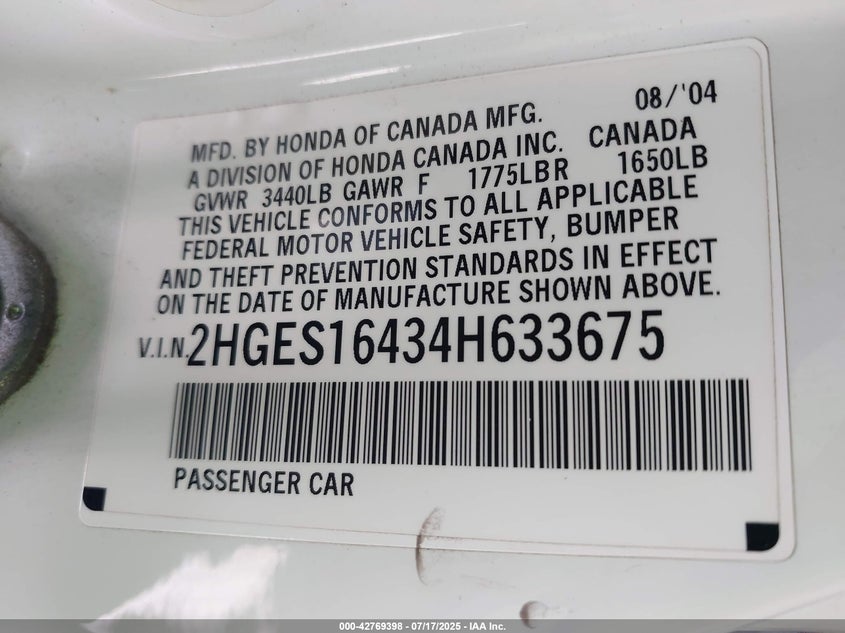 08/'04
MFD. BY HONDA OF CANADA MFG.
A DIVISION OF HONDA CANADA INC. CANADA
GVWR 3440LB GAWR F 1775LB R 1650LB
THIS VEHICLE CONFORMS TO ALL APPLICABLE
FEDERAL MOTOR VEHICLE SAFETY, BUMPER
AND THEFT PREVENTION STANDARDS IN EFFECT
ON THE DATE OF MANUFACTURE SHOWN ABOVE.
V.I.N. 2HGES16434H633675
PASSENGER CAR
000-42769398 - 07/17/2025 - IAA Inc.